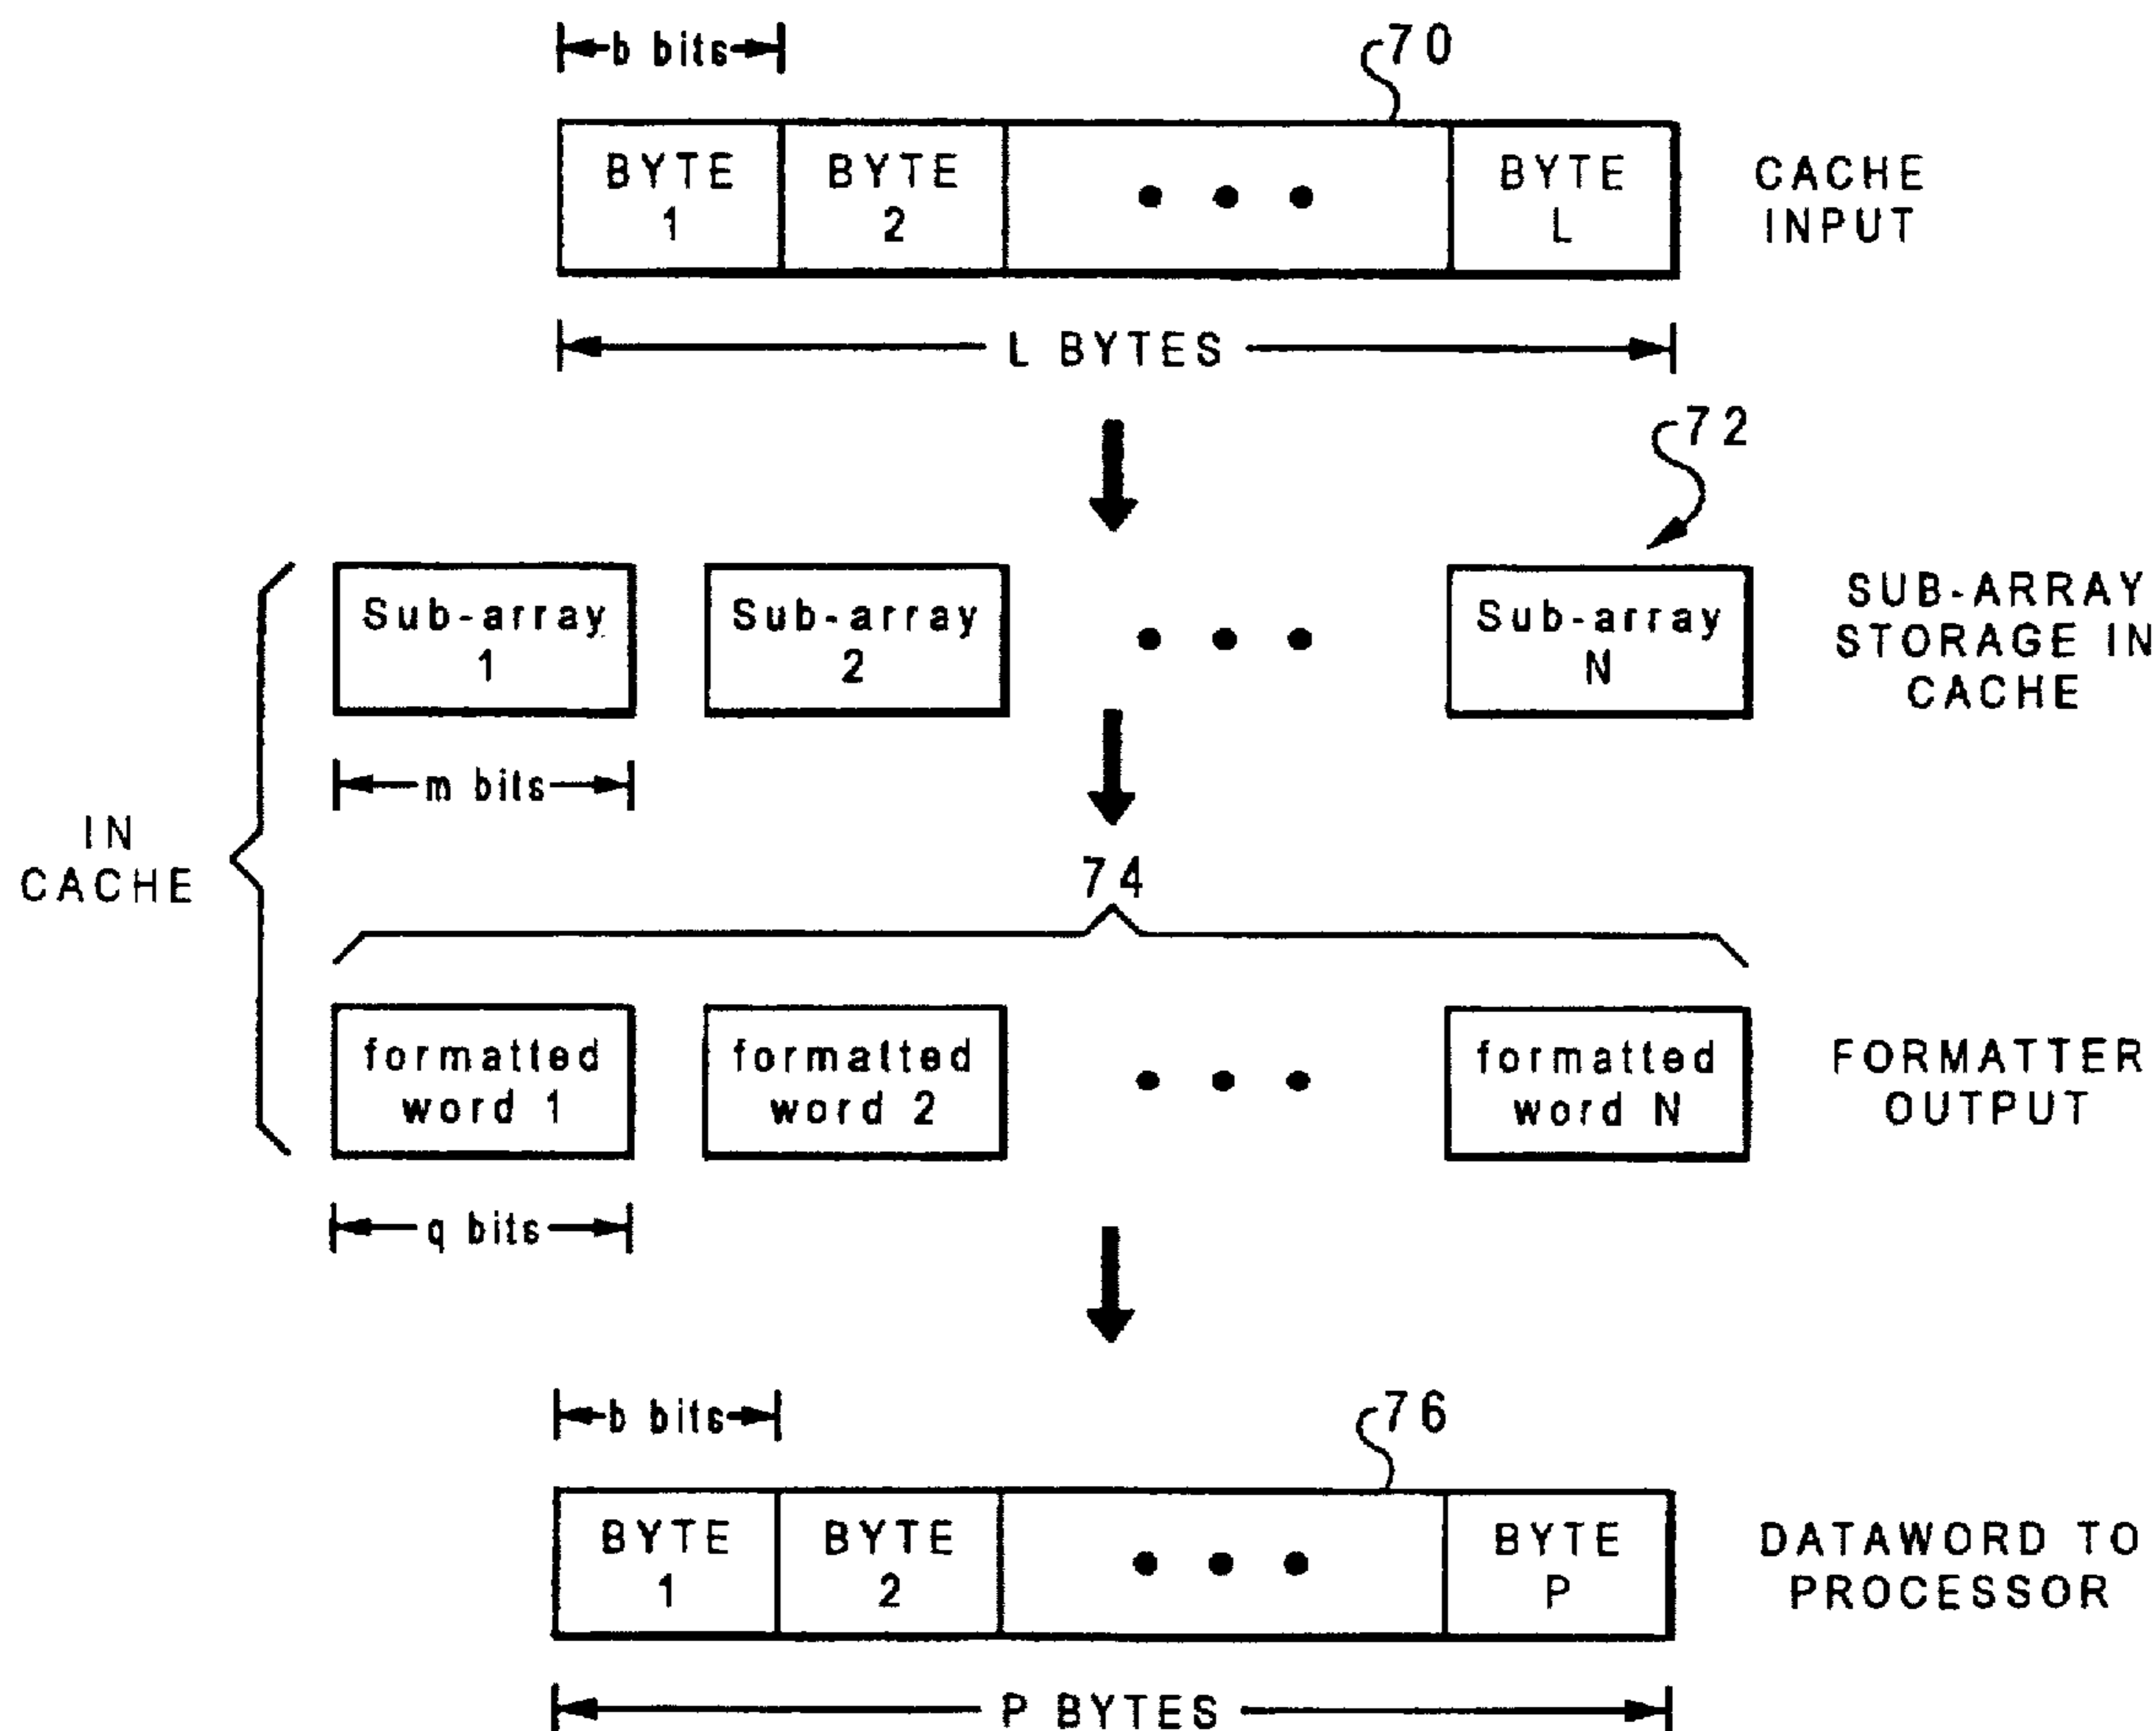 b bits
70
BYTE 1
BYTE 2
BYTE L
CACHE INPUT
L BYTES
72
Sub-array 1
Sub-array 2
Sub-array N
SUB-ARRAY STORAGE IN CACHE
m bits
IN CACHE
74
formatted word 1
formatted word 2
formatted word N
FORMATTER OUTPUT
q bits
b bits
76
BYTE 1
BYTE 2
BYTE P
DATAWORD TO PROCESSOR
P BYTES